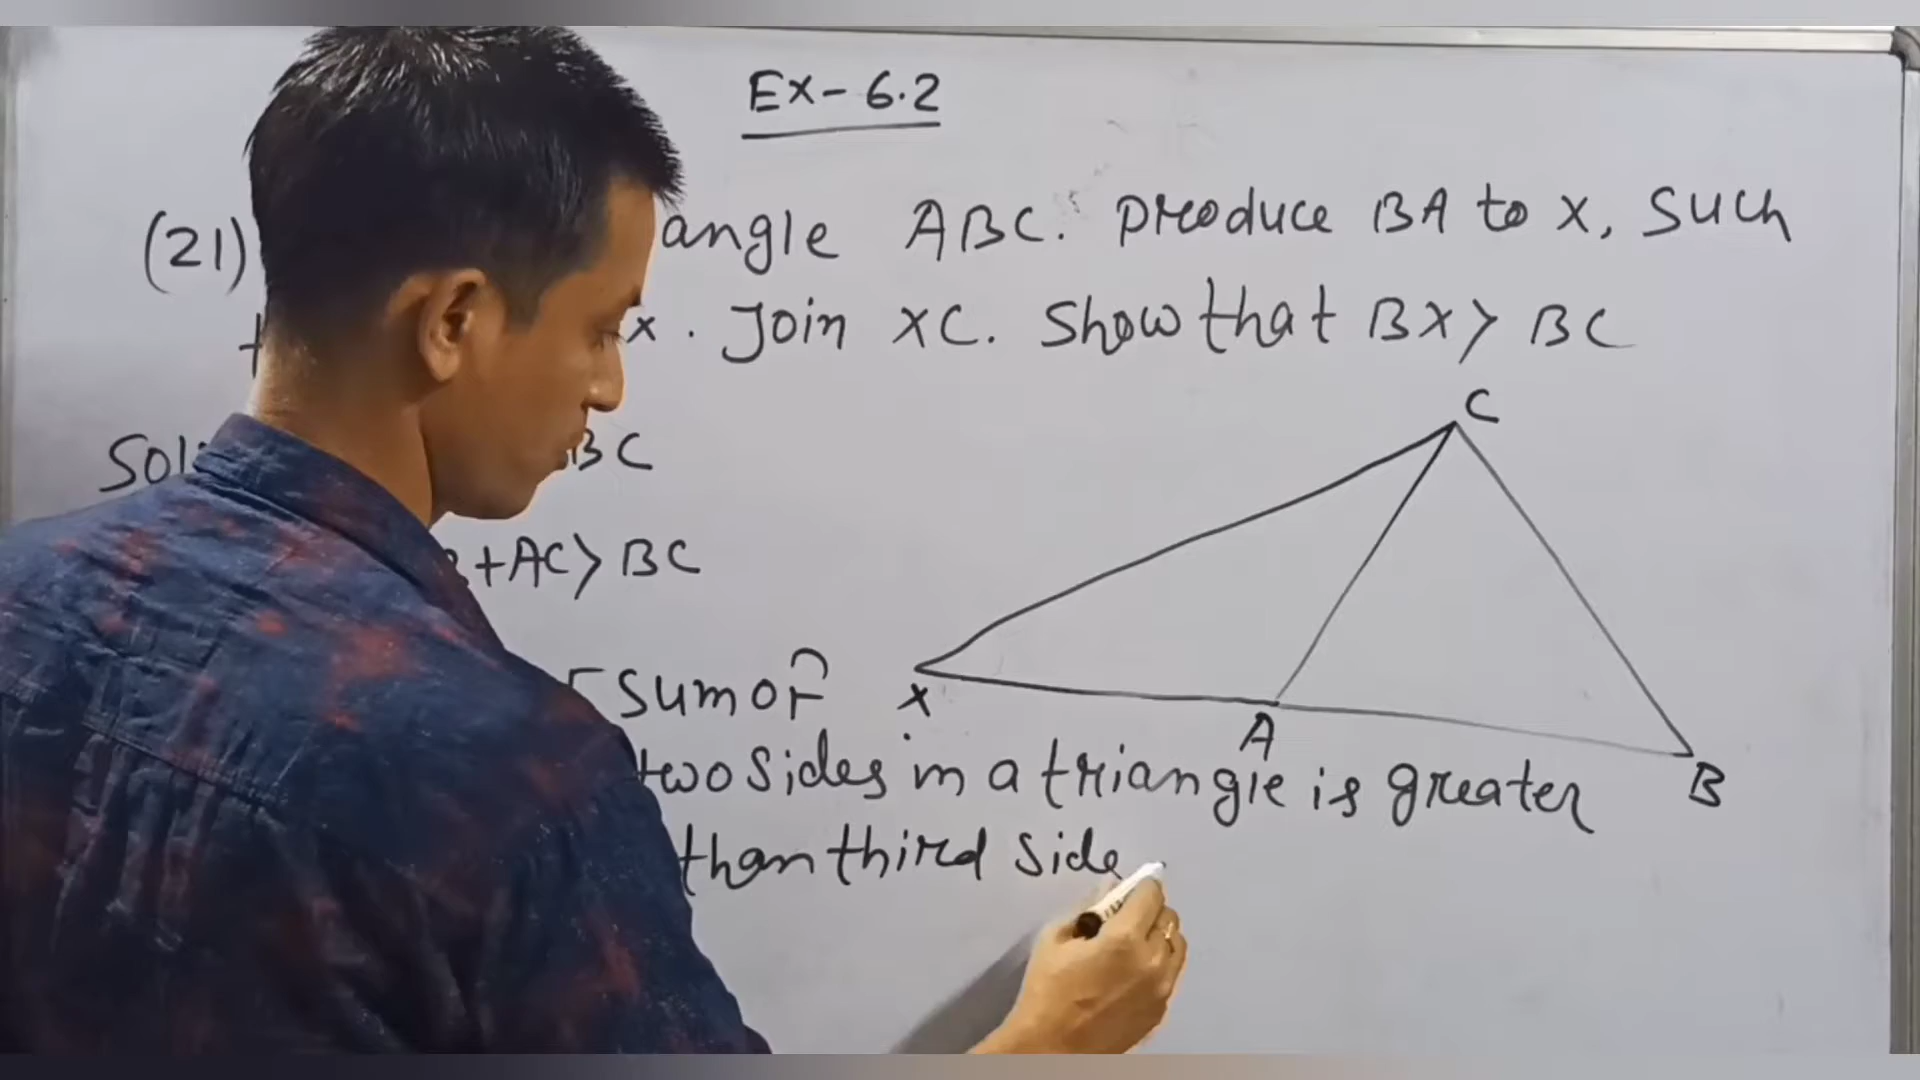 Ex- 6.2
(21) angle ABC. Produce BA to x, Such
x. Join XC. Show that BX> BC
Sol BC
+AC> BC
C
[Sum of
X
A
two sides in a triangle is greater
B
than third side